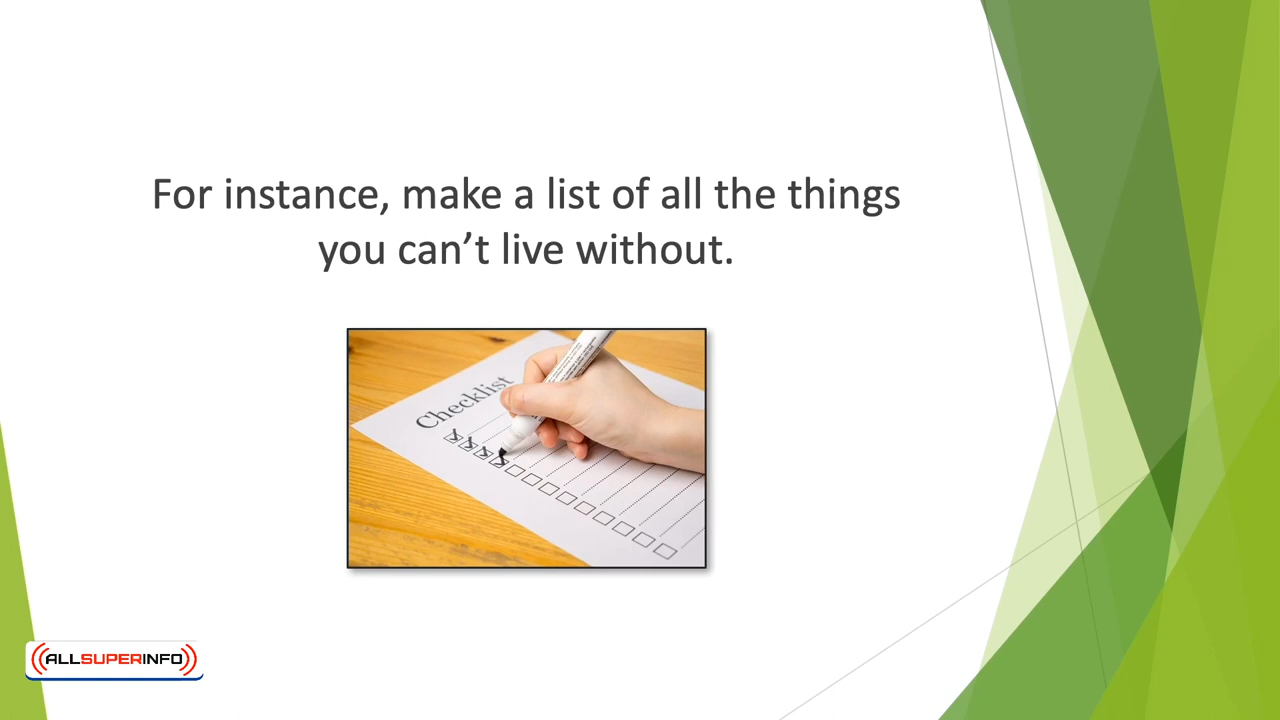 For instance, make a list of all the things
you can’t live without.
Checklist
ALLSUPERINFO